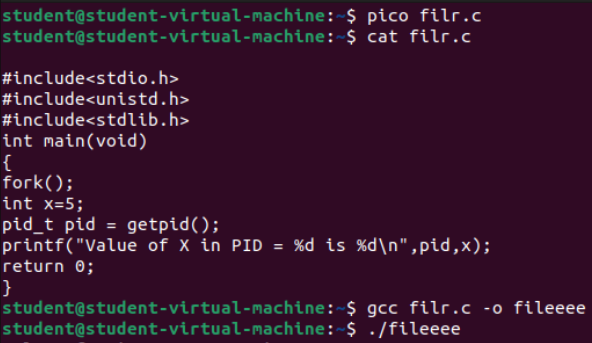 student@student-virtual-machine:~$ pico filr.c
student@student-virtual-machine:~$ cat filr.c
#include<stdio.h>
#include<unistd.h>
#include<stdlib.h>
int main(void)
{
fork();
int x=5;
pid_t pid = getpid();
printf("Value of X in PID = %d is %d\n",pid,x);
return 0;
}
student@student-virtual-machine:~$ gcc filr.c -o fileeee
student@student-virtual-machine:~$ ./fileeee